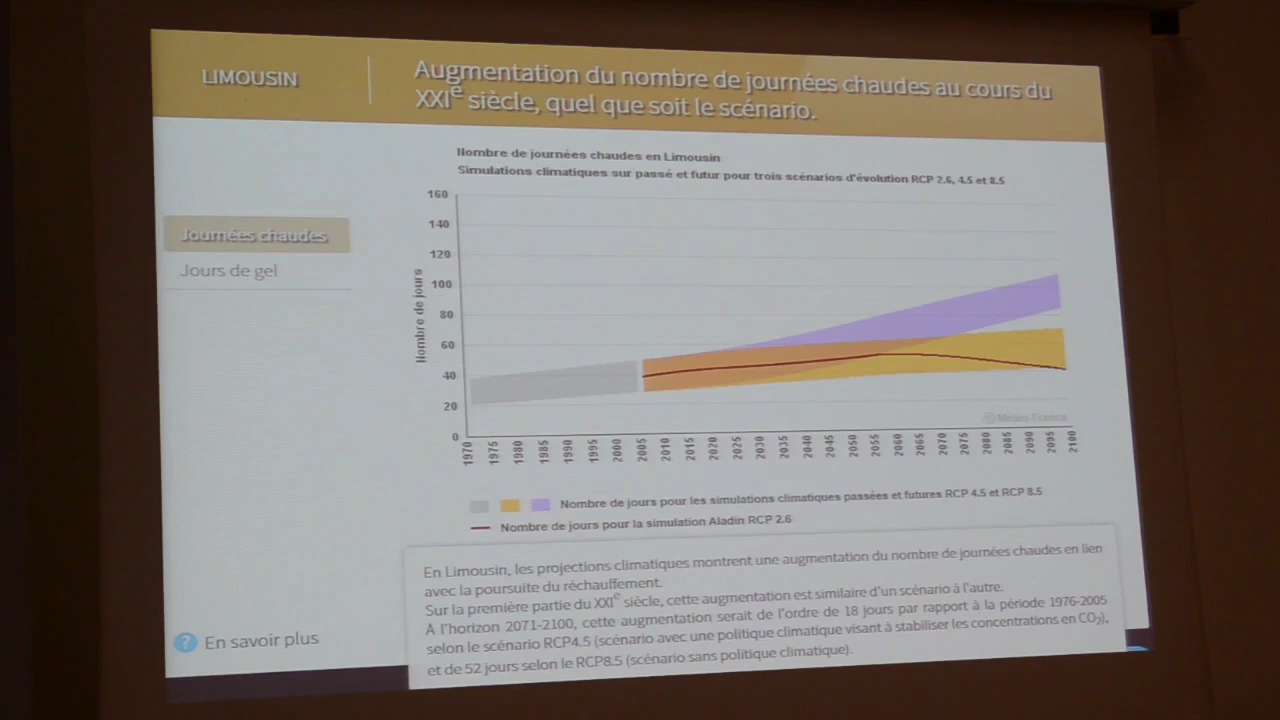 LIMOUSIN
Augmentation du nombre de journées chaudes au cours du
XXIe siècle, quel que soit le scénario.
Journées chaudes
Jours de gel
Nombre de journées chaudes en Limousin
Simulations climatiques sur passé et futur pour trois scénarios d'évolution RCP 2.6, 4.5 et 8.5
Nombre de jours
160
140
120
100
80
60
40
20
0
1970 1975 1980 1985 1990 1995 2000 2005 2010 2015 2020 2025 2030 2035 2040 2045 2050 2055 2060 2065 2070 2075 2080 2085 2090 2095 2100
© Météo-France
Nombre de jours pour les simulations climatiques passées et futures RCP 4.5 et RCP 8.5
Nombre de jours pour la simulation Aladin RCP 2.6
En Limousin, les projections climatiques montrent une augmentation du nombre de journées chaudes en lien
avec la poursuite du réchauffement.
Sur la première partie du XXIe siècle, cette augmentation est similaire d'un scénario à l'autre.
À l'horizon 2071-2100, cette augmentation serait de l'ordre de 18 jours par rapport à la période 1976-2005
selon le scénario RCP4.5 (scénario avec une politique climatique visant à stabiliser les concentrations en CO2),
et de 52 jours selon le RCP8.5 (scénario sans politique climatique).
? En savoir plus